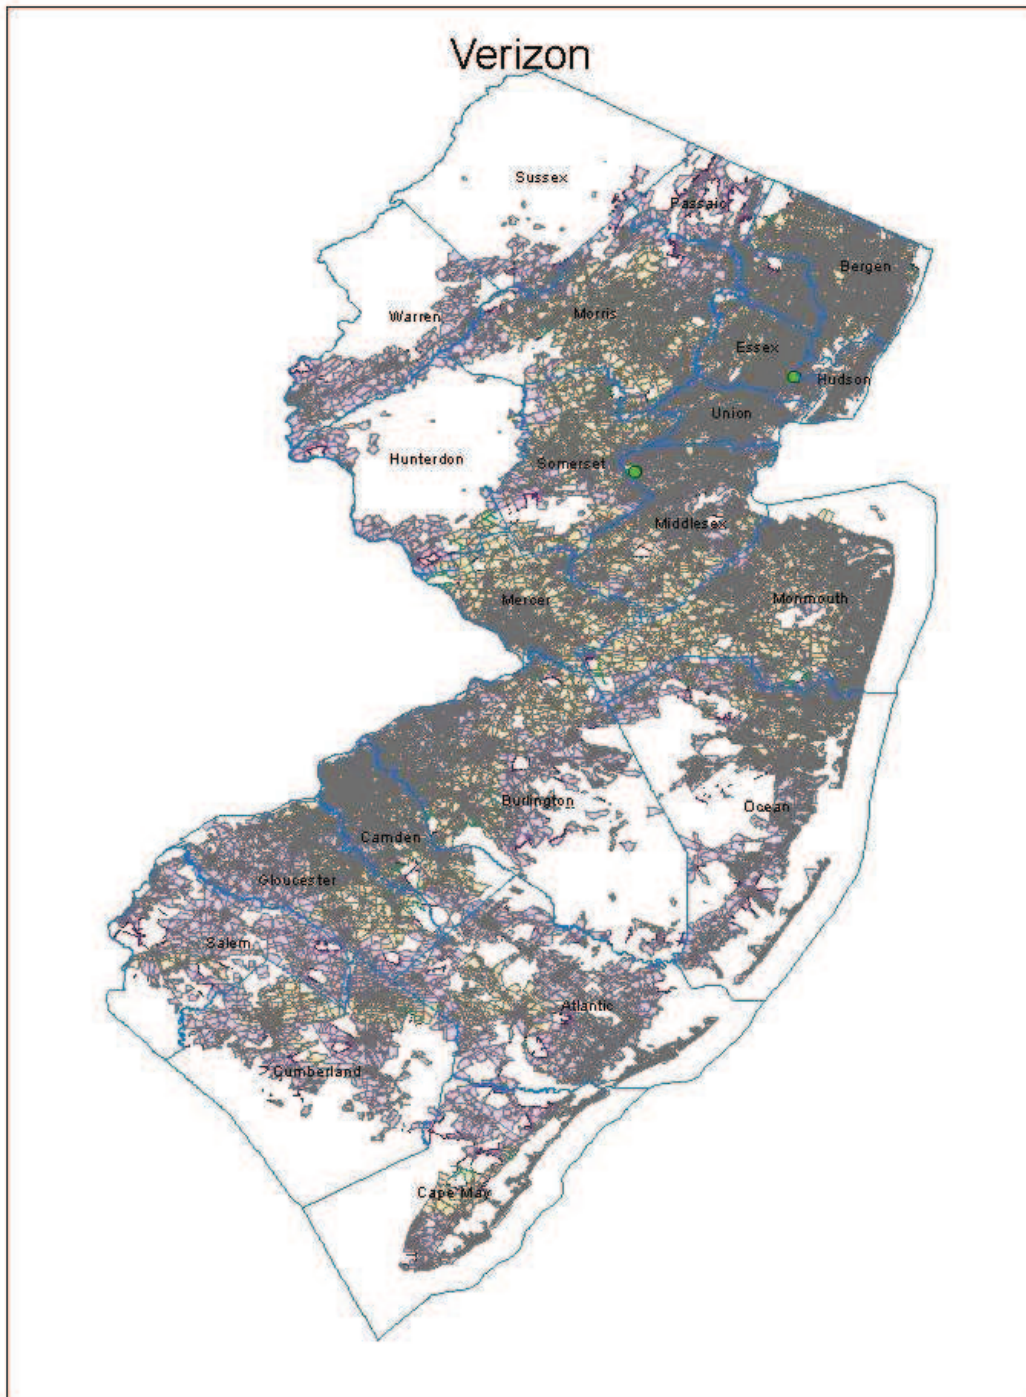 Verizon
Sussex
Passaic
Bergen
Warren
Morris
Essex
Hudson
Union
Hunterdon
Somerset
Middlesex
Mercer
Monmouth
Burlington
Ocean
Camden
Gloucester
Salem
Atlantic
Cumberland
Cape May